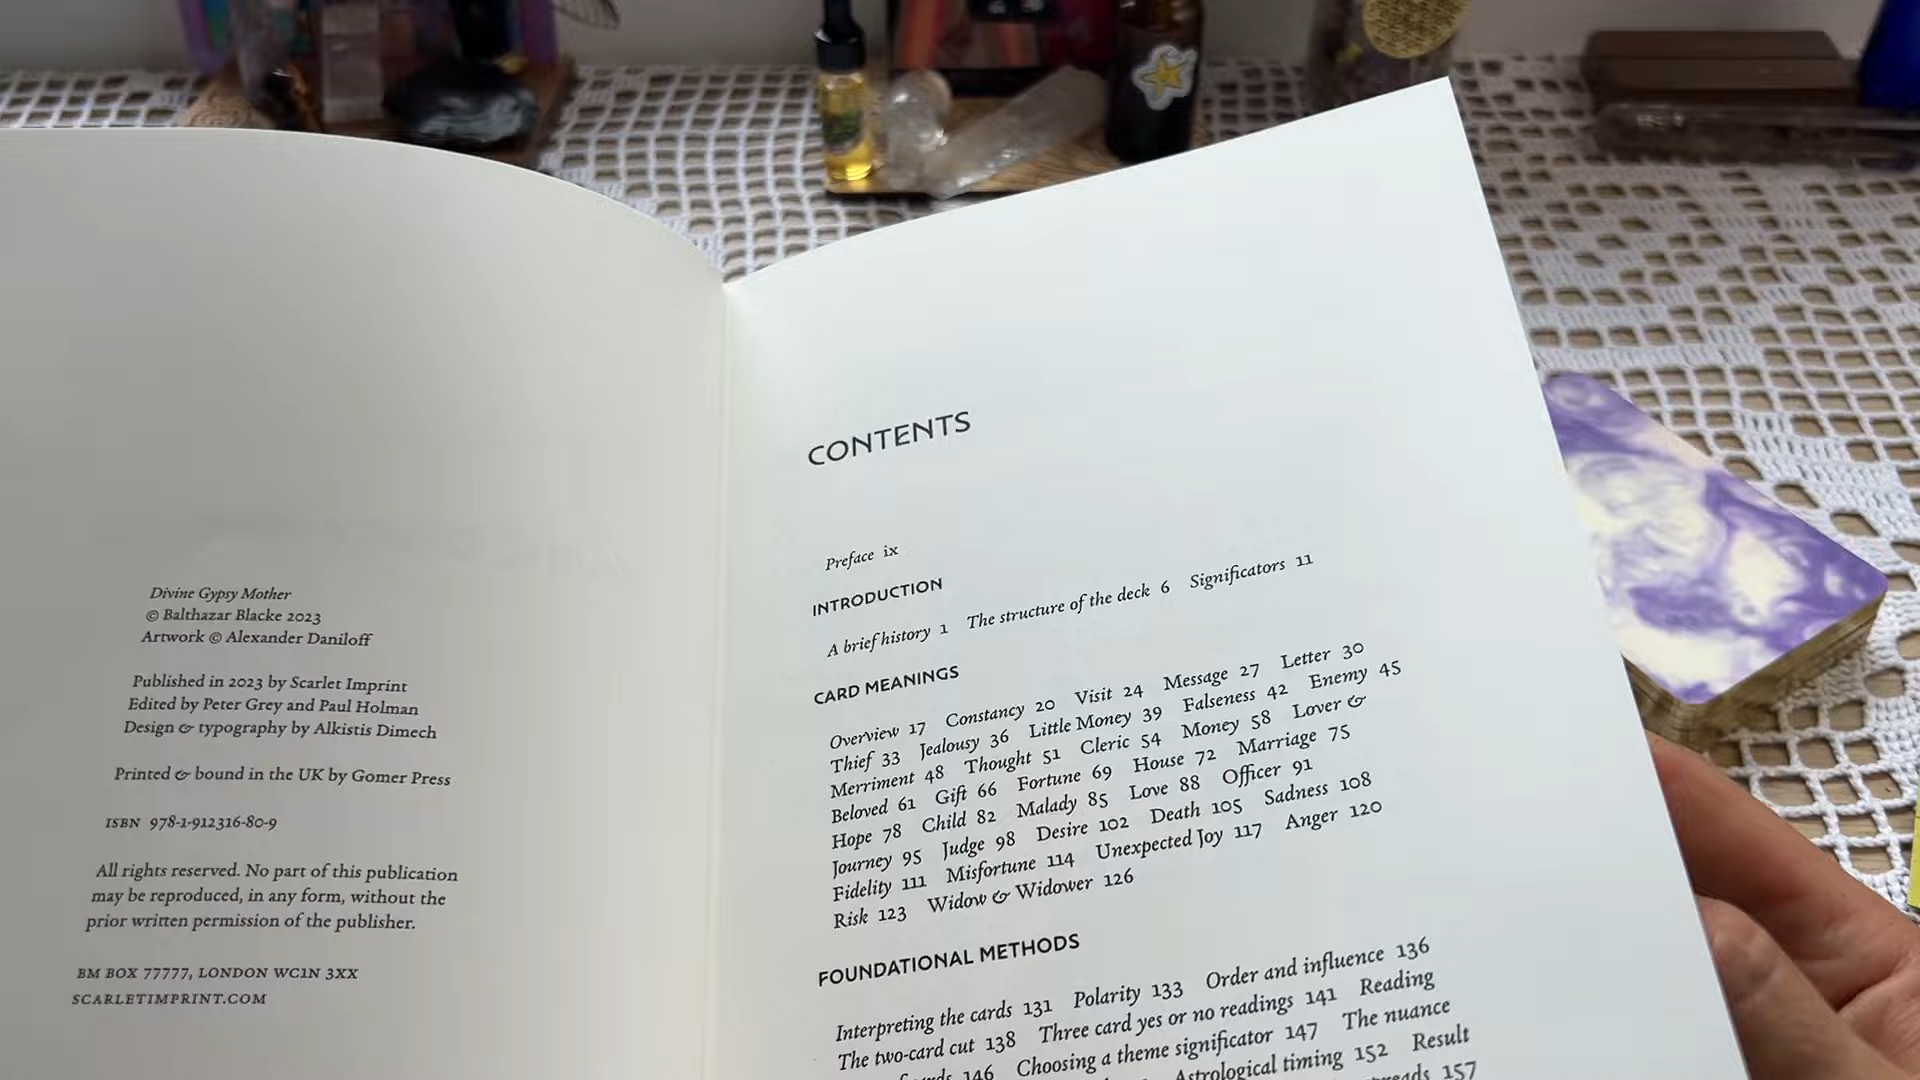 Divine Gypsy Mother
© Balthazar Blacke 2023
Artwork © Alexander Daniloff
Published in 2023 by Scarlet Imprint
Edited by Peter Grey and Paul Holman
Design & typography by Alkistis Dimech
Printed & bound in the UK by Gomer Press
ISBN 978-1-912316-80-9
All rights reserved. No part of this publication
may be reproduced, in any form, without the
prior written permission of the publisher.
BM BOX 77777, LONDON WC1N 3XX
SCARLETIMPRINT.COM
CONTENTS
Preface ix
INTRODUCTION
A brief history 1 The structure of the deck 6 Significators 11
CARD MEANINGS
Overview 17 Constancy 20 Visit 24 Message 27 Letter 30
Thief 33 Jealousy 36 Little Money 39 Falseness 42 Enemy 45
Merriment 48 Thought 51 Cleric 54 Money 58 Lover &
Beloved 61 Gift 66 Fortune 69 House 72 Marriage 75
Hope 78 Child 82 Malady 85 Love 88 Officer 91
Journey 95 Judge 98 Desire 102 Death 105 Sadness 108
Fidelity 111 Misfortune 114 Unexpected Joy 117 Anger 120
Risk 123 Widow & Widower 126
FOUNDATIONAL METHODS
Interpreting the cards 131 Polarity 133 Order and influence 136
The two-card cut 138 Three card yes or no readings 141 Reading
146 Choosing a theme significator 147 The nuance
Astrological timing 152 Result
157